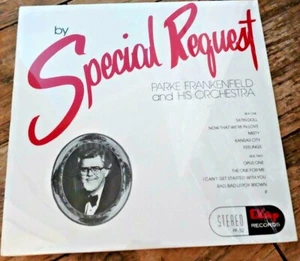 by
Special Request
PARKE FRANKENFIELD
and HIS ORCHESTRA
SATIN DOLL
NOW THAT WE'RE IN LOVE
MISTY
KANSAS CITY
FEELINGS
OPUS ONE
THE ONE FOR ME
I CAN'T GET STARTED WITH YOU
BAD, BAD LEROY BROWN
STEREO
RECORDS